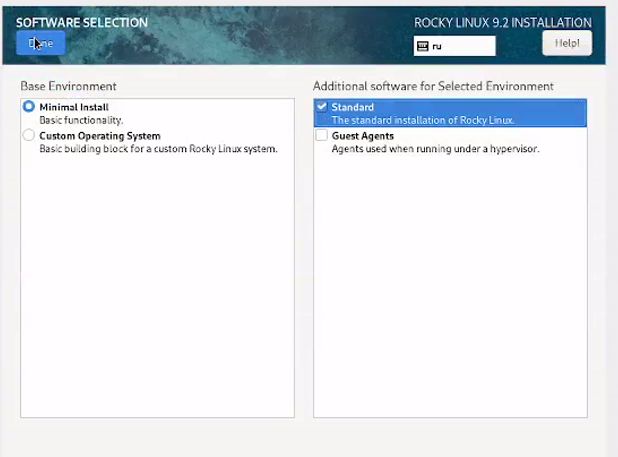 SOFTWARE SELECTION
ROCKY LINUX 9.2 INSTALLATION
Done
ru
Help!
Base Environment
Minimal Install
Basic functionality.
Custom Operating System
Basic building block for a custom Rocky Linux system.
Additional software for Selected Environment
Standard
The standard installation of Rocky Linux.
Guest Agents
Agents used when running under a hypervisor.